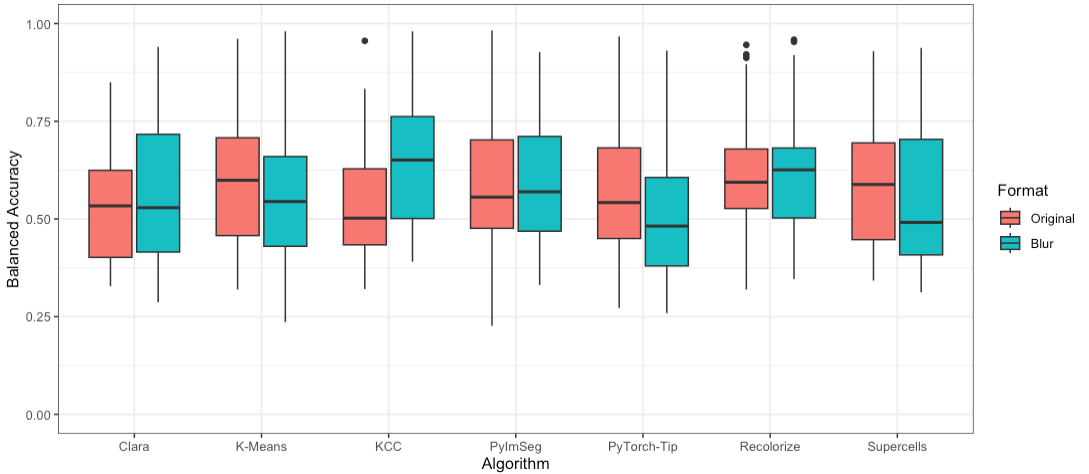 1.00
0.75
0.50
0.25
0.00
Balanced Accuracy
Clara
K-Means
KCC
PyImSeg
PyTorch-Tip
Recolorize
Supercells
Algorithm
Format
Original
Blur